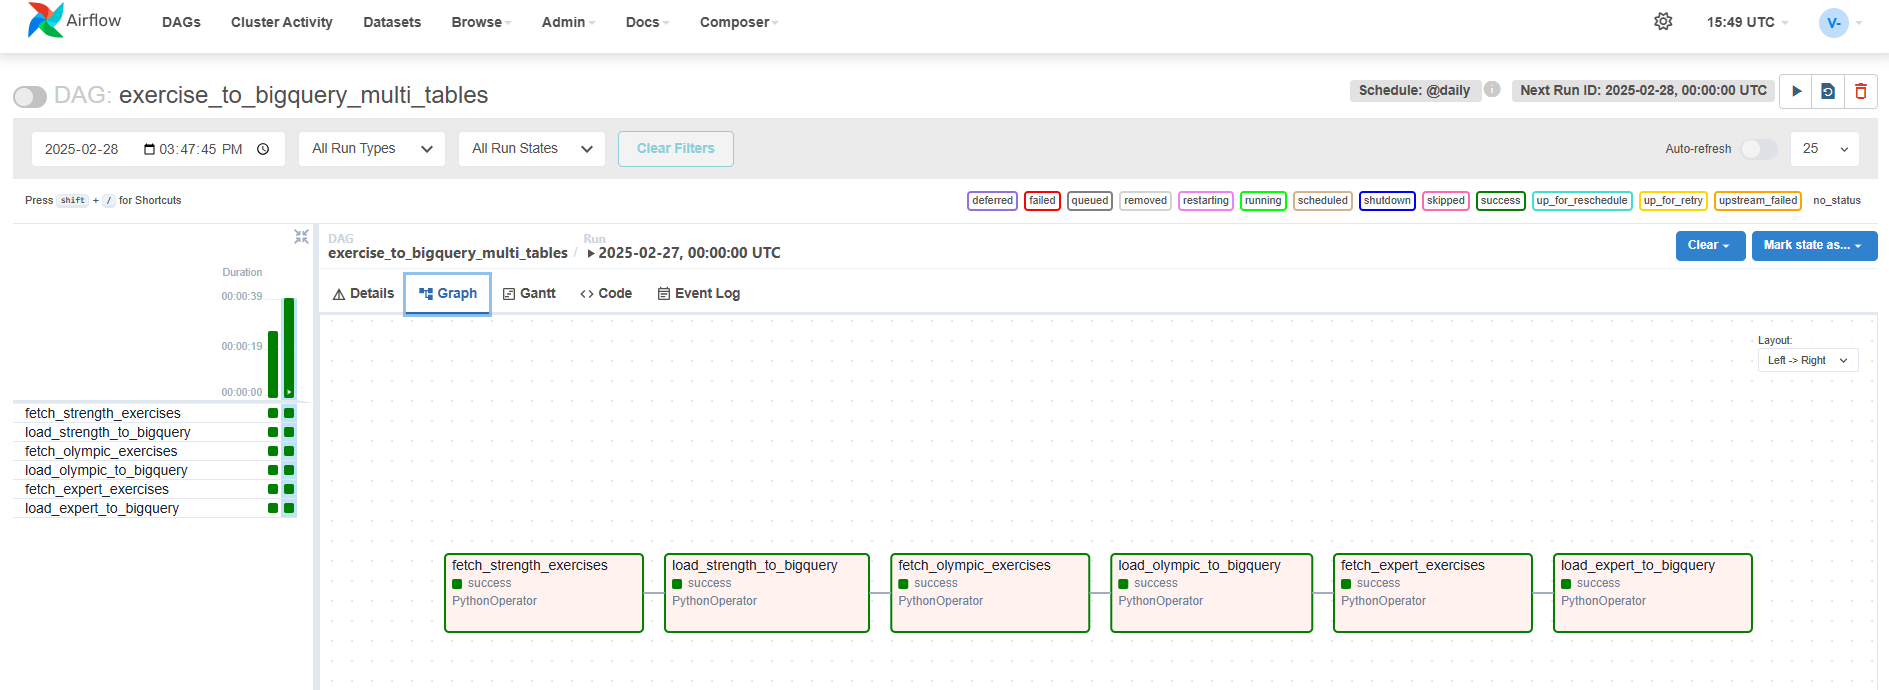 Airflow DAGs Cluster Activity Datasets Browse Admin Docs Composer 15:49 UTC V-
DAG: exercise_to_bigquery_multi_tables Schedule: @daily i Next Run ID: 2025-02-28, 00:00:00 UTC
2025-02-28 03:47:45 PM All Run Types All Run States Clear Filters Auto-refresh 25
Press shift + / for Shortcuts deferred failed queued removed restarting running scheduled shutdown skipped success up_for_reschedule up_for_retry upstream_failed no_status
DAG Run
exercise_to_bigquery_multi_tables / 2025-02-27, 00:00:00 UTC Clear Mark state as...
Details Graph Gantt <> Code Event Log
Duration
00:00:39
00:00:19
00:00:00
fetch_strength_exercises
load_strength_to_bigquery
fetch_olympic_exercises
load_olympic_to_bigquery
fetch_expert_exercises
load_expert_to_bigquery
Layout:
Left -> Right
fetch_strength_exercises
success
PythonOperator
load_strength_to_bigquery
success
PythonOperator
fetch_olympic_exercises
success
PythonOperator
load_olympic_to_bigquery
success
PythonOperator
fetch_expert_exercises
success
PythonOperator
load_expert_to_bigquery
success
PythonOperator